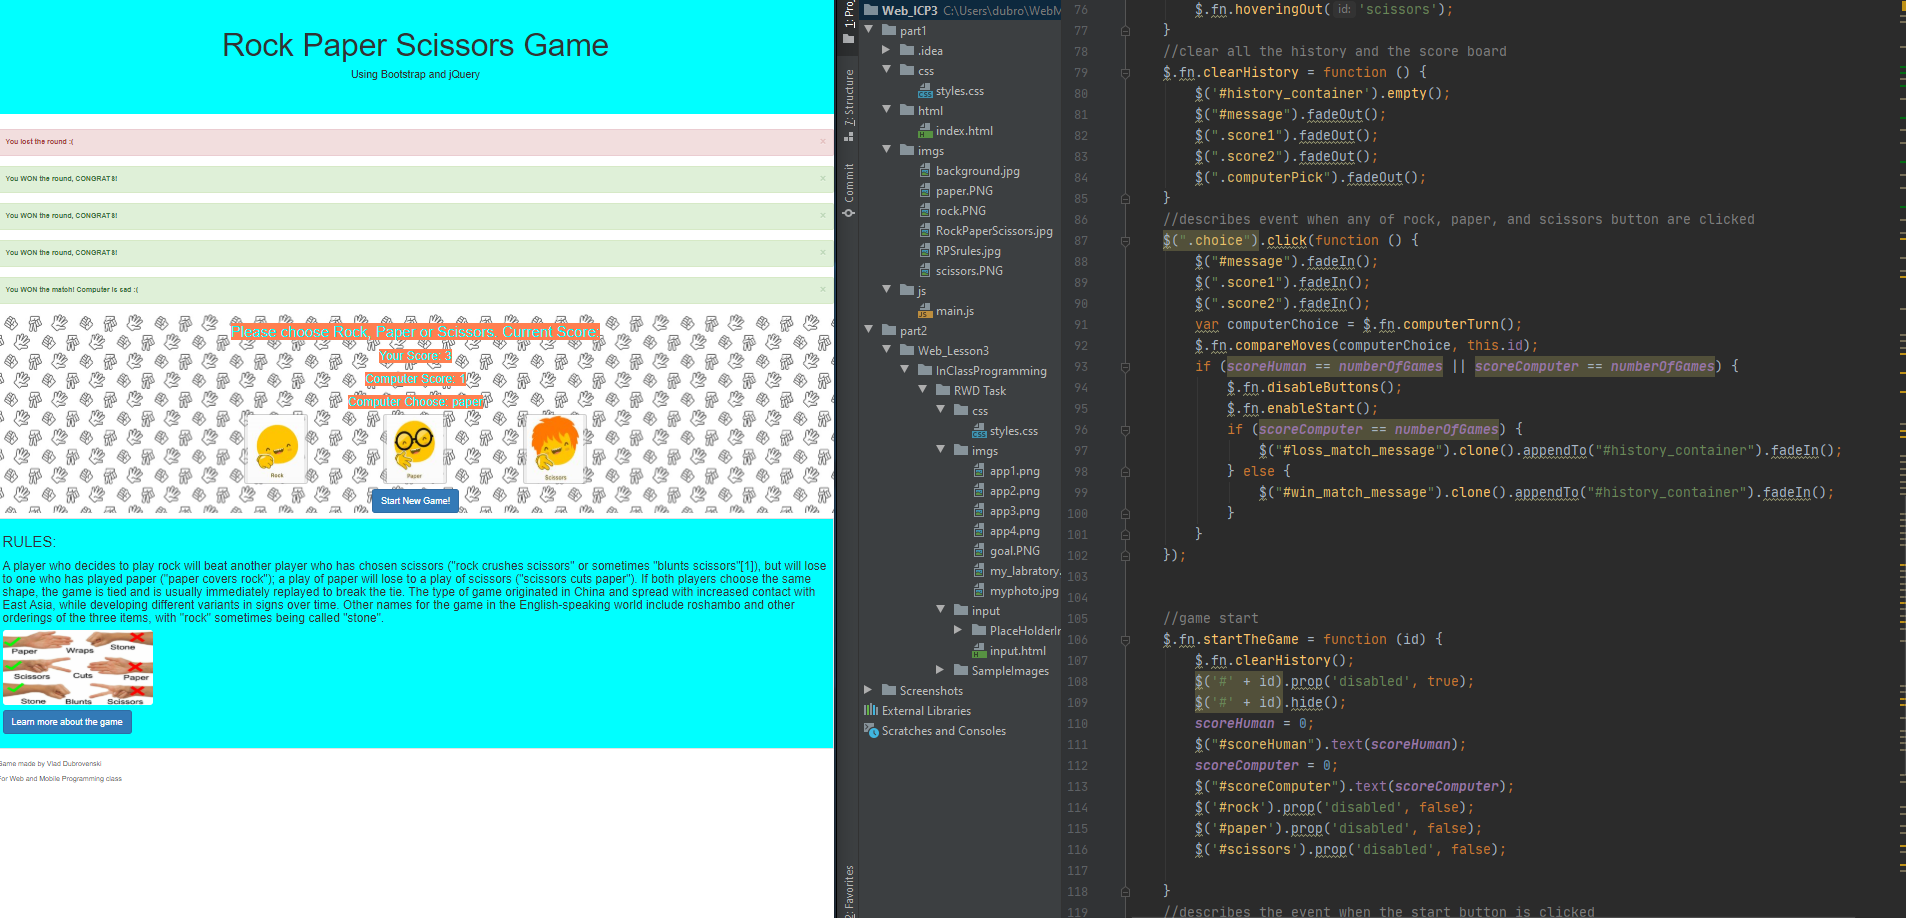 Rock Paper Scissors Game
Using Bootstrap and jQuery
You lost the round :(
×
You WON the round, CONGRATS!
×
You WON the round, CONGRATS!
×
You WON the round, CONGRATS!
×
You WON the match! Computer is sad :(
×
Please choose Rock, Paper or Scissors. Current Score:
Your Score: 3
Computer Score: 1
Computer Choose: paper
Rock
Paper
Scissors
Start New Game!
RULES:
A player who decides to play rock will beat another player who has chosen scissors ("rock crushes scissors" or sometimes "blunts scissors"[1]), but will lose
to one who has played paper ("paper covers rock"); a play of paper will lose to a play of scissors ("scissors cuts paper"). If both players choose the same
shape, the game is tied and is usually immediately replayed to break the tie. The type of game originated in China and spread with increased contact with
East Asia, while developing different variants in signs over time. Other names for the game in the English-speaking world include roshambo and other
orderings of the three items, with "rock" sometimes being called "stone".
Paper Wraps Stone
Scissors Cuts Paper
Stone Blunts Scissors
Learn more about the game
Game made by Vlad Dubrovenski
For Web and Mobile Programming class
1: Proj
7: Structure
Commit
2: Favorites
Web_ICP3 C:\Users\dubro\WebM
part1
.idea
css
styles.css
html
index.html
imgs
background.jpg
paper.PNG
rock.PNG
RockPaperScissors.jpg
RPSrules.jpg
scissors.PNG
js
main.js
part2
Web_Lesson3
InClassProgramming
RWD Task
css
styles.css
imgs
app1.png
app2.png
app3.png
app4.png
goal.PNG
my_labratory.
myphoto.jpg
input
PlaceHolderIn
input.html
SampleImages
Screenshots
External Libraries
Scratches and Consoles
76 $.fn.hoveringOut( id: 'scissors');
77 }
78 //clear all the history and the score board
79 $.fn.clearHistory = function () {
80 $('#history_container').empty();
81 $("#message").fadeOut();
82 $(".score1").fadeOut();
83 $(".score2").fadeOut();
84 $(".computerPick").fadeOut();
85 }
86 //describes event when any of rock, paper, and scissors button are clicked
87 $(".choice").click(function () {
88 $("#message").fadeIn();
89 $(".score1").fadeIn();
90 $(".score2").fadeIn();
91 var computerChoice = $.fn.computerTurn();
92 $.fn.compareMoves(computerChoice, this.id);
93 if (scoreHuman == numberOfGames || scoreComputer == numberOfGames) {
94 $.fn.disableButtons();
95 $.fn.enableStart();
96 if (scoreComputer == numberOfGames) {
97 $("#loss_match_message").clone().appendTo("#history_container").fadeIn();
98 } else {
99 $("#win_match_message").clone().appendTo("#history_container").fadeIn();
100 }
101 }
102 });
103
104
105 //game start
106 $.fn.startTheGame = function (id) {
107 $.fn.clearHistory();
108 $('#' + id).prop('disabled', true);
109 $('#' + id).hide();
110 scoreHuman = 0;
111 $("#scoreHuman").text(scoreHuman);
112 scoreComputer = 0;
113 $("#scoreComputer").text(scoreComputer);
114 $('#rock').prop('disabled', false);
115 $('#paper').prop('disabled', false);
116 $('#scissors').prop('disabled', false);
117
118 }
119 //describes the event when the start button is clicked